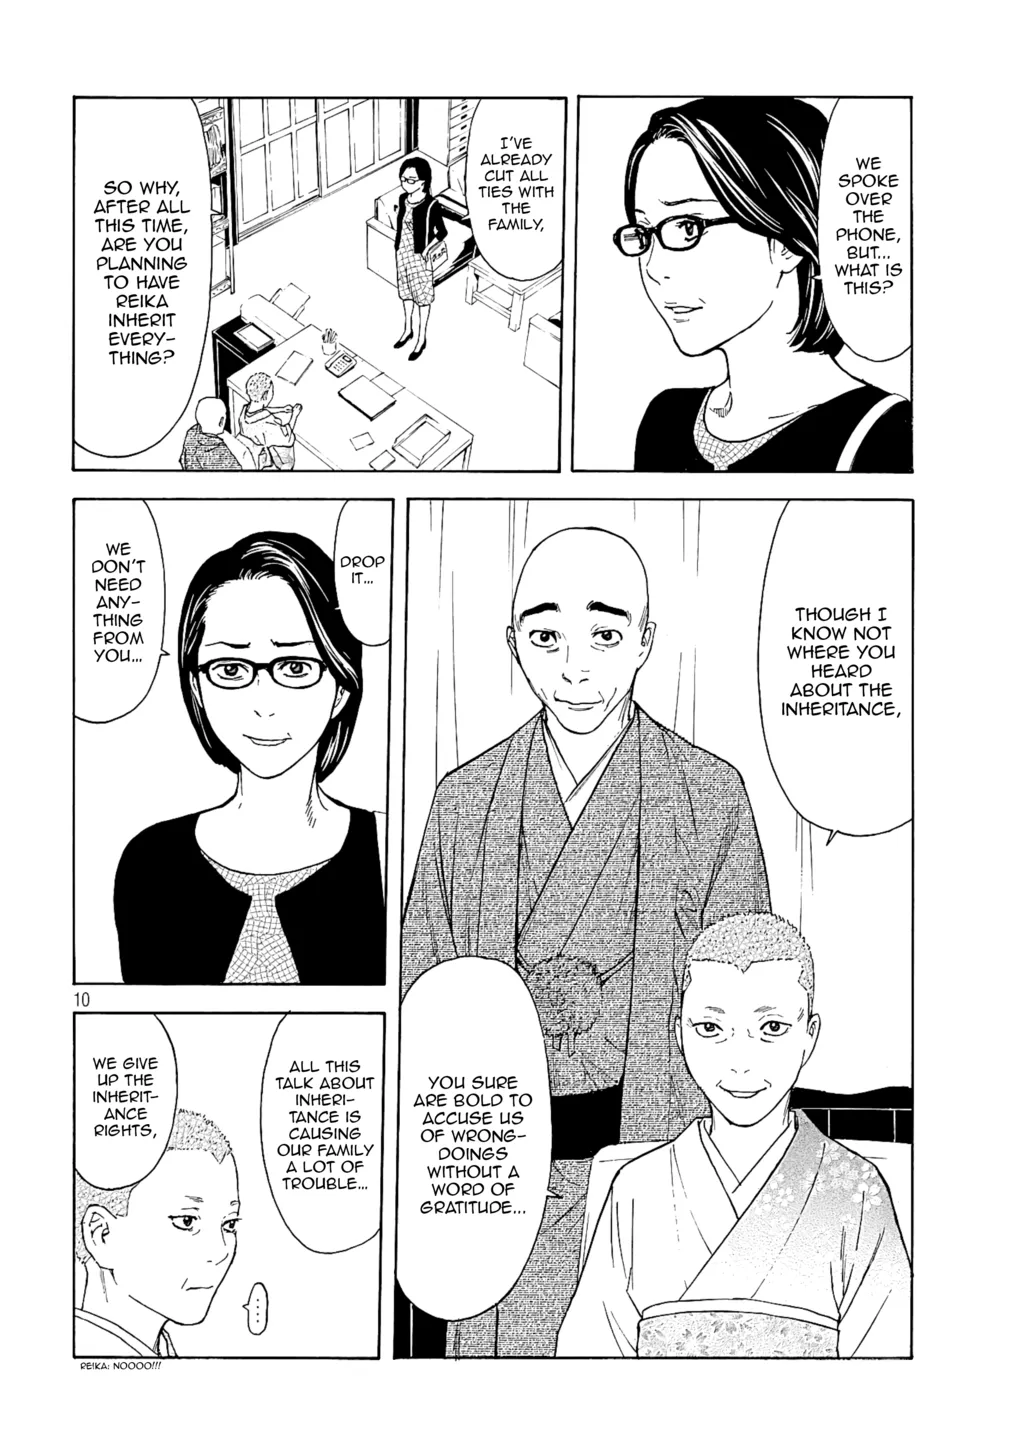 WE
SPOKE
OVER
THE
PHONE,
BUT...
WHAT IS
THIS?
I'VE
ALREADY
CUT ALL
TIES WITH
THE
FAMILY,
SO WHY,
AFTER ALL
THIS TIME,
ARE YOU
PLANNING
TO HAVE
REIKA
INHERIT
EVERY-
THING?
THOUGH I
KNOW NOT
WHERE YOU
HEARD
ABOUT THE
INHERITANCE,
YOU SURE
ARE BOLD TO
ACCUSE US
OF WRONG-
DOINGS
WITHOUT A
WORD OF
GRATITUDE...
DROP
IT...
WE
DON'T
NEED
ANY-
THING
FROM
YOU...
10
ALL THIS
TALK ABOUT
INHERI-
TANCE IS
CAUSING
OUR FAMILY
A LOT OF
TROUBLE...
WE GIVE
UP THE
INHERIT-
ANCE
RIGHTS,
....
REIKA: NOOOO!!!